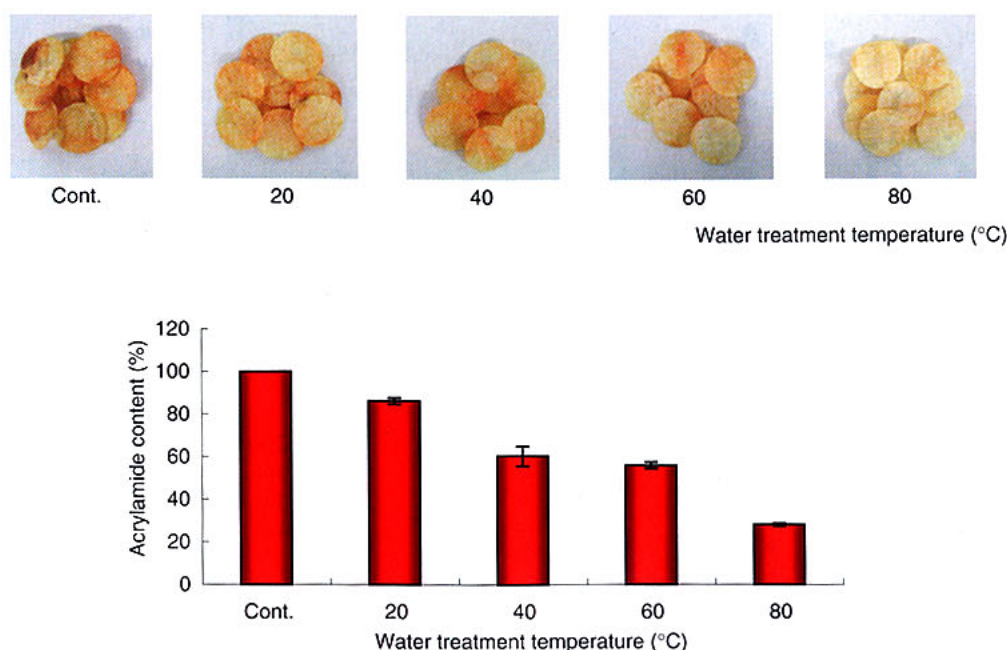 Cont. 20 40 60 80
Water treatment temperature (°C)
Acrylamide content (%)
120
100
80
60
40
20
0
Cont. 20 40 60 80
Water treatment temperature (°C)